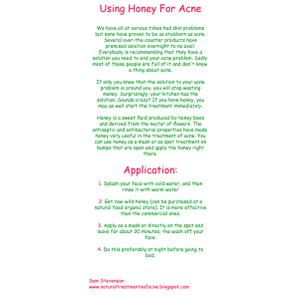 Using Honey For Acne
We have all at various times had skin problems
but none have proven to be as stubborn as acne.
Several over-the-counter products have
promised solution overnight to no avail.
Everybody is recommending that they have a
solution you need to end your acne problem. Sadly
most of these people are full of it and don't know
a thing about acne.
If only you knew that the solution to your acne
problem is around you, you will stop wasting
money. Surprisingly, your kitchen has the
solution. Sounds crazy? If you have honey, you
may as well start the treatment immediately.
Honey is a sweet fluid produced by honey bees
and derived from the nectar of flowers. The
antiseptic and antibacterial properties have made
honey very useful in the treatment of acne. You
can use honey as a mask or as spot treatment on
bumps that are spot and apply the honey right
there.
Application:
1. Splash your face with cold water, and then
rinse it with warm water
2. Get raw-wild honey (can be purchased at a
natural food organic store). It is more effective
than the commercial ones.
3. Apply as a mask or directly on the spot and
leave for about 30 minutes, the wash off your
face.
4. Do this preferably at night before going to
bed.
Sam Stevenson
www.naturaltreatmentsofacne.blogspot.com